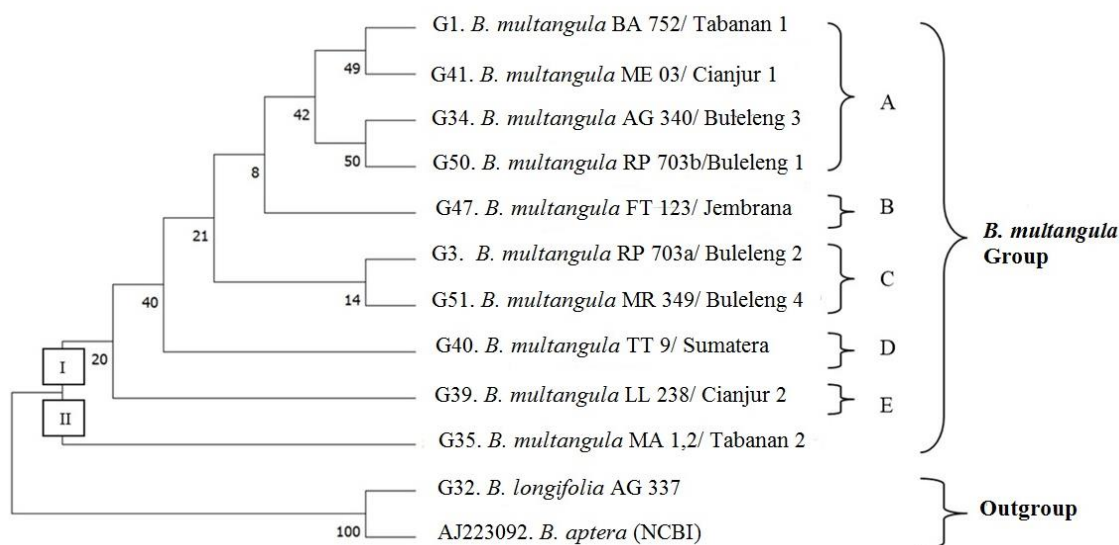 G1. B. multangula BA 752/ Tabanan 1
G41. B. multangula ME 03/ Cianjur 1
49
A
42
G34. B. multangula AG 340/ Buleleng 3
G50. B. multangula RP 703b/Buleleng 1
50
8
G47. B. multangula FT 123/ Jembrana
B
B. multangula
Group
21
G3. B. multangula RP 703a/ Buleleng 2
C
G51. B. multangula MR 349/ Buleleng 4
14
40
G40. B. multangula TT 9/ Sumatera
D
I
20
G39. B. multangula LL 238/ Cianjur 2
E
II
G35. B. multangula MA 1,2/ Tabanan 2
G32. B. longifolia AG 337
Outgroup
AJ223092. B. aptera (NCBI)
100